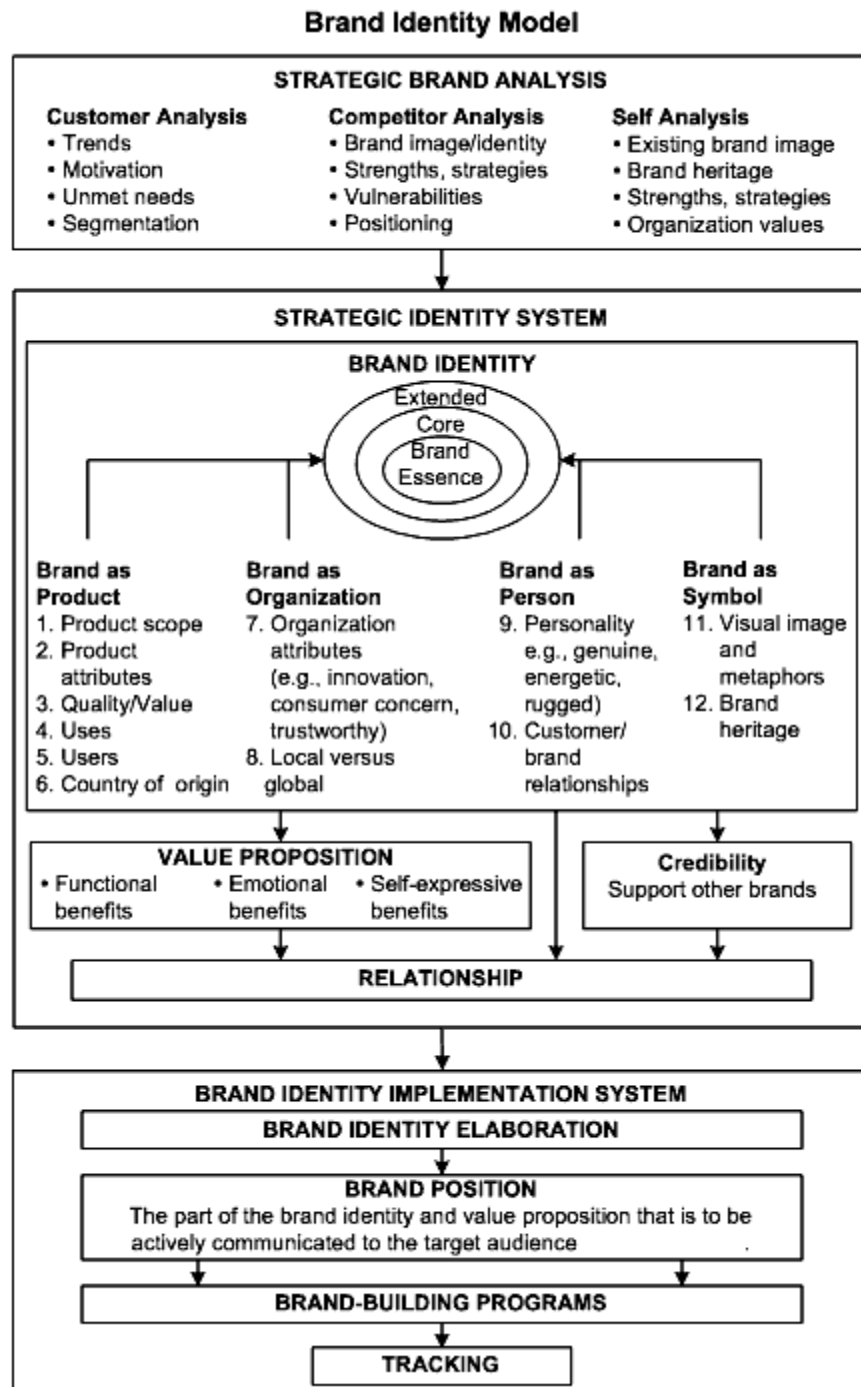 Brand Identity Model
STRATEGIC BRAND ANALYSIS
Customer Analysis
• Trends
• Motivation
• Unmet needs
• Segmentation
Competitor Analysis
• Brand image/identity
• Strengths, strategies
• Vulnerabilities
• Positioning
Self Analysis
• Existing brand image
• Brand heritage
• Strengths, strategies
• Organization values
STRATEGIC IDENTITY SYSTEM
BRAND IDENTITY
Extended
Core
Brand
Essence
Brand as
Product
1. Product scope
2. Product
attributes
3. Quality/Value
4. Uses
5. Users
6. Country of origin
Brand as
Organization
7. Organization
attributes
(e.g., innovation,
consumer concern,
trustworthy)
8. Local versus
global
Brand as
Person
9. Personality
e.g., genuine,
energetic,
rugged)
10. Customer/
brand
relationships
Brand as
Symbol
11. Visual image
and
metaphors
12. Brand
heritage
VALUE PROPOSITION
• Functional
benefits
• Emotional
benefits
• Self-expressive
benefits
Credibility
Support other brands
RELATIONSHIP
BRAND IDENTITY IMPLEMENTATION SYSTEM
BRAND IDENTITY ELABORATION
BRAND POSITION
The part of the brand identity and value proposition that is to be
actively communicated to the target audience .
BRAND-BUILDING PROGRAMS
TRACKING